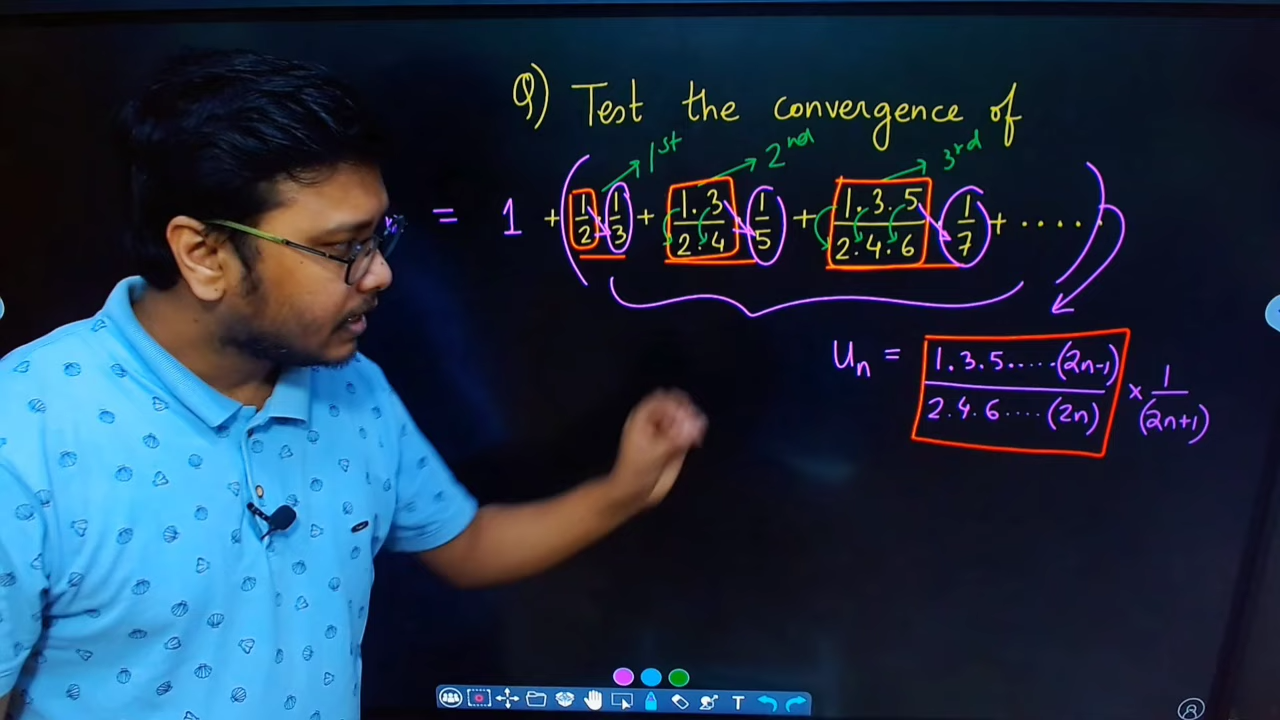 Q) Test the convergence of
1st 2nd 3rd
= 1 + ( 1/2 · 1/3 + 1.3/2.4 · 1/5 + 1.3.5/2.4.6 · 1/7 + ..... )
Un = 1.3.5.....(2n-1)/2.4.6....(2n) × 1/(2n+1)
T